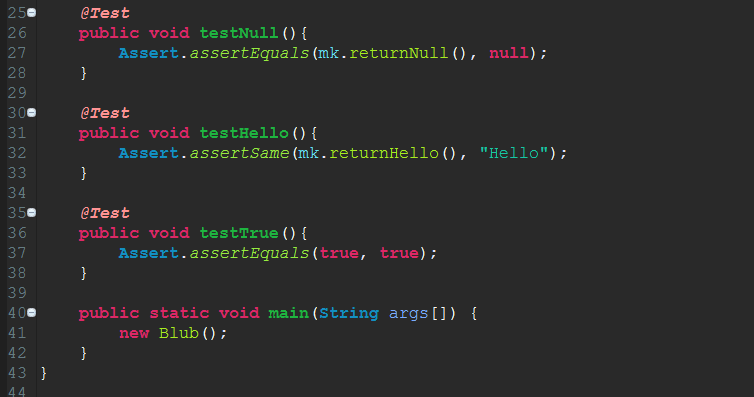 25 @Test
26 public void testNull(){
27 Assert.assertEquals(mk.returnNull(), null);
28 }
29
30 @Test
31 public void testHello(){
32 Assert.assertSame(mk.returnHello(), "Hello");
33 }
34
35 @Test
36 public void testTrue(){
37 Assert.assertEquals(true, true);
38 }
39
40 public static void main(String args[]) {
41 new Blub();
42 }
43 }
44